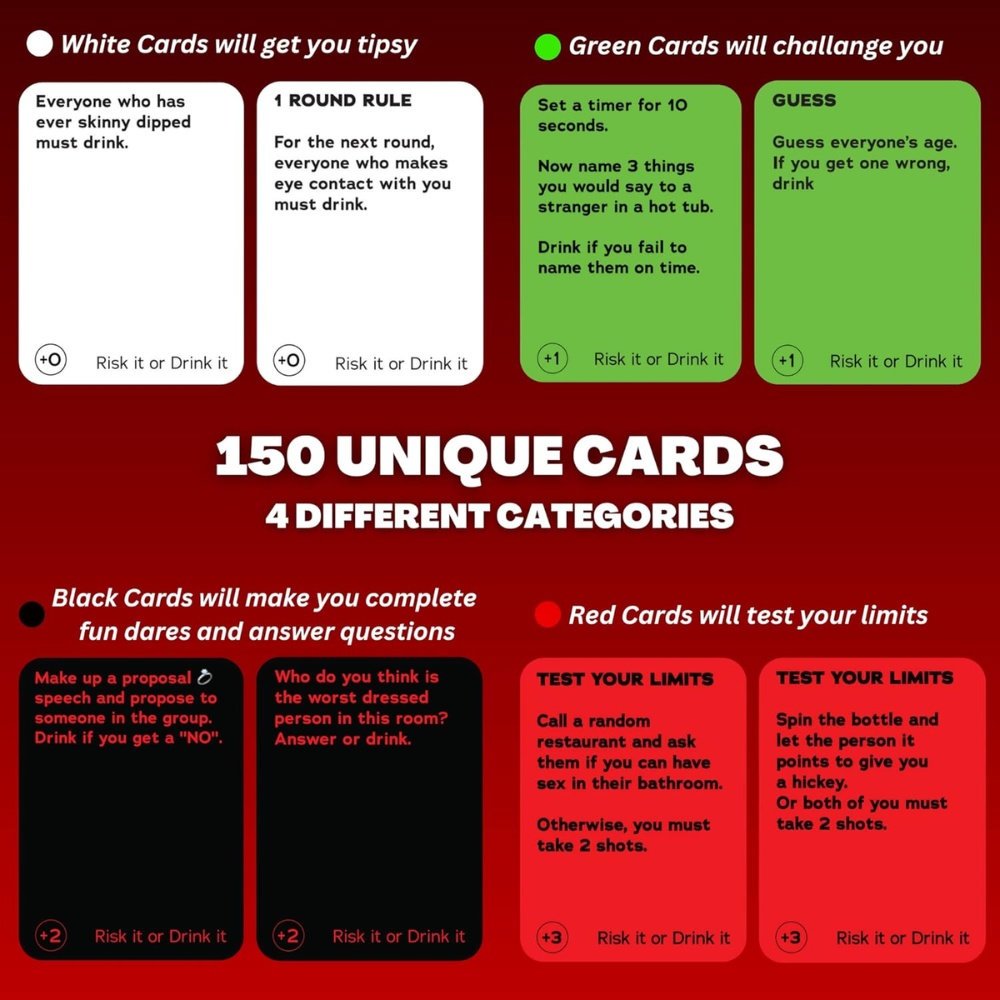 White Cards will get you tipsy
Everyone who has
ever skinny dipped
must drink.
+0
Risk it or Drink it
1 ROUND RULE
For the next round,
everyone who makes
eye contact with you
must drink.
+0
Risk it or Drink it
Green Cards will challange you
Set a timer for 10
seconds.
Now name 3 things
you would say to a
stranger in a hot tub.
Drink if you fail to
name them on time.
+1
Risk it or Drink it
GUESS
Guess everyone's age.
If you get one wrong,
drink
+1
Risk it or Drink it
150 UNIQUE CARDS
4 DIFFERENT CATEGORIES
Black Cards will make you complete
fun dares and answer questions
Make up a proposal 💍
speech and propose to
someone in the group.
Drink if you get a "NO".
+2
Risk it or Drink it
Who do you think is
the worst dressed
person in this room?
Answer or drink.
+2
Risk it or Drink it
Red Cards will test your limits
TEST YOUR LIMITS
Call a random
restaurant and ask
them if you can have
sex in their bathroom.
Otherwise, you must
take 2 shots.
+3
Risk it or Drink it
TEST YOUR LIMITS
Spin the bottle and
let the person it
points to give you
a hickey.
Or both of you must
take 2 shots.
+3
Risk it or Drink it